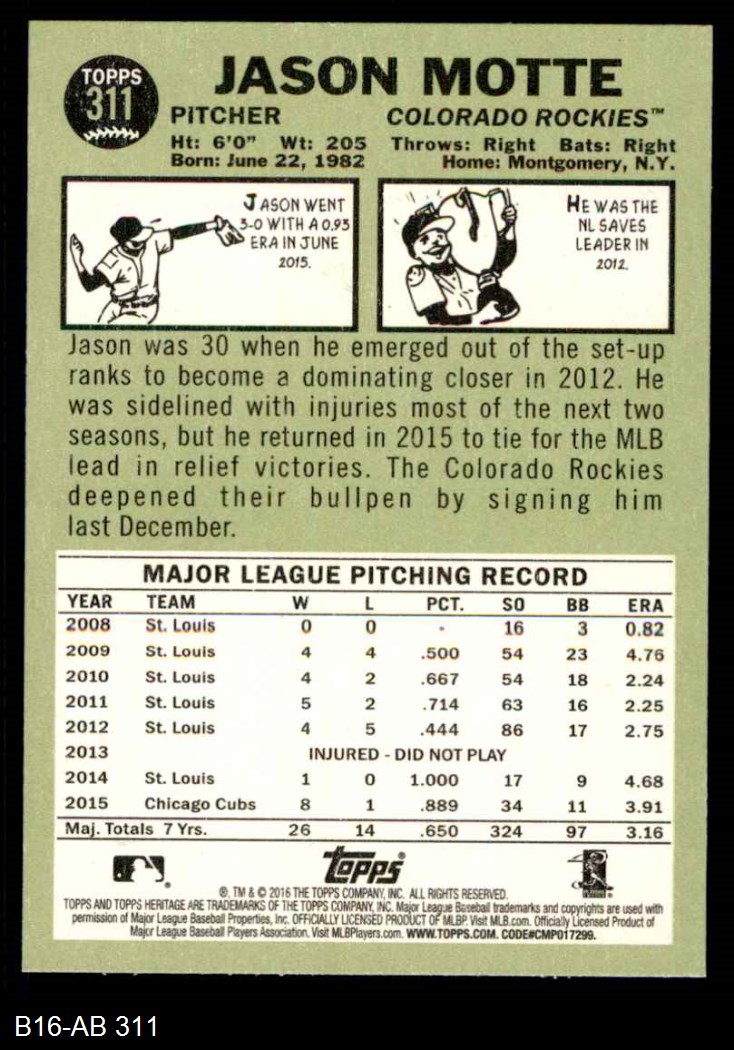 TOPPS
311
JASON MOTTE
PITCHER COLORADO ROCKIES™
Ht: 6'0" Wt: 205 Throws: Right Bats: Right
Born: June 22, 1982 Home: Montgomery, N.Y.
JASON WENT
3-0 WITH A 0.93
ERA IN JUNE
2015.
HE WAS THE
NL SAVES
LEADER IN
2012.
Jason was 30 when he emerged out of the set-up
ranks to become a dominating closer in 2012. He
was sidelined with injuries most of the next two
seasons, but he returned in 2015 to tie for the MLB
lead in relief victories. The Colorado Rockies
deepened their bullpen by signing him
last December.
MAJOR LEAGUE PITCHING RECORD
YEAR TEAM W L PCT. SO BB ERA
2008 St. Louis 0 0 - 16 3 0.82
2009 St. Louis 4 4 .500 54 23 4.76
2010 St. Louis 4 2 .667 54 18 2.24
2011 St. Louis 5 2 .714 63 16 2.25
2012 St. Louis 4 5 .444 86 17 2.75
2013 INJURED - DID NOT PLAY
2014 St. Louis 1 0 1.000 17 9 4.68
2015 Chicago Cubs 8 1 .889 34 11 3.91
Maj. Totals 7 Yrs. 26 14 .650 324 97 3.16
topps®
®, TM & © 2016 THE TOPPS COMPANY, INC. ALL RIGHTS RESERVED.
TOPPS AND TOPPS HERITAGE ARE TRADEMARKS OF THE TOPPS COMPANY, INC. Major League Baseball trademarks and copyrights are used with
permission of Major League Baseball Properties, Inc. OFFICIALLY LICENSED PRODUCT OF MLBP. Visit MLB.com. Officially Licensed Product of
Major League Baseball Players Association. Visit MLBPlayers.com. WWW.TOPPS.COM. CODE#CMP017299.
B16-AB 311